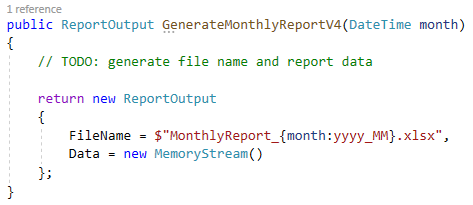 1 reference
public ReportOutput GenerateMonthlyReportV4(DateTime month)
{
// TODO: generate file name and report data
return new ReportOutput
{
FileName = $"MonthlyReport_{month:yyyy_MM}.xlsx",
Data = new MemoryStream()
};
}